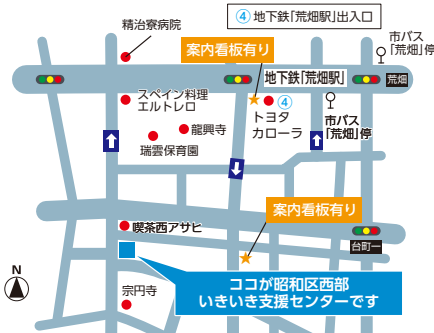 ④ 地下鉄「荒畑駅」出入口
精治寮病院
案内看板有り
市バス
「荒畑」停
地下鉄「荒畑駅」
荒畑
スペイン料理
エルトレロ
④
トヨタ
カローラ
市バス
「荒畑」停
龍興寺
瑞雲保育園
案内看板有り
喫茶西アサヒ
台町一
N
ココが昭和区西部
いきいき支援センターです
宗円寺